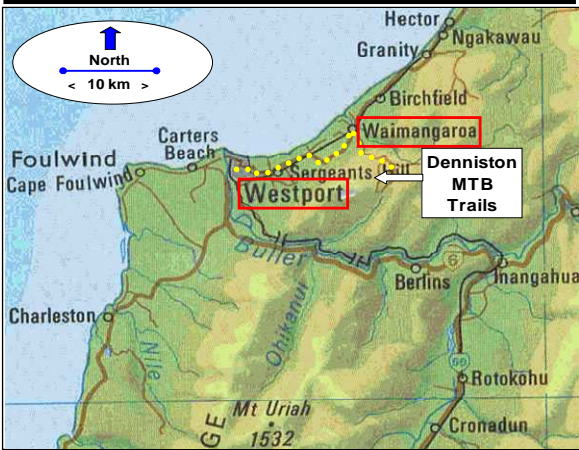 North
< 10 km >
Hector
Ngakawau
Granity
Birchfield
Waimangaroa
Carters
Beach
Foulwind
Cape Foulwind
Sergeants Hill
Denniston
MTB
Trails
Westport
Buller
6
Berlins
Inangahua
Ohikanui
Charleston
Nile
69
Rotokohu
Mt Uriah
1532
GE
Cronadun